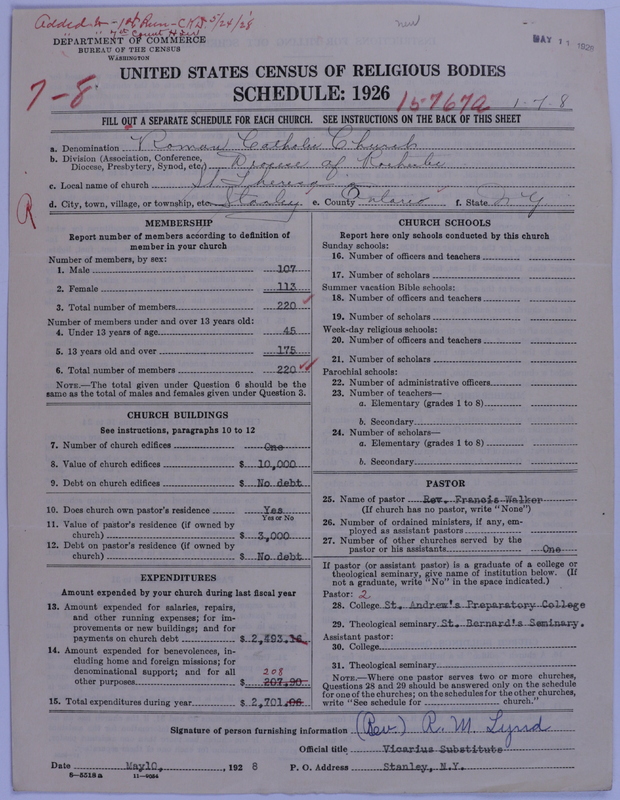 Added to - 1st Run - C.K.D. 5/24/28
new
DEPARTMENT OF COMMERCE
BUREAU OF THE CENSUS
WASHINGTON
MAY 11 1928
UNITED STATES CENSUS OF RELIGIOUS BODIES
SCHEDULE: 1926
7-8
15767a
1-7-8
FILL OUT A SEPARATE SCHEDULE FOR EACH CHURCH. SEE INSTRUCTIONS ON THE BACK OF THIS SHEET
a. Denomination Roman Catholic Church
b. Division (Association, Conference,
Diocese, Presbytery, Synod, etc.) Diocese of
c. Local name of church St. Theresa
d. City, town, village, or township, etc. Stanley e. County Ontario f. State N Y
R
MEMBERSHIP
Report number of members according to definition of
member in your church
Number of members, by sex:
1. Male 107
2. Female 113
3. Total number of members 220
Number of members under and over 13 years old:
4. Under 13 years of age 45
5. 13 years old and over 175
6. Total number of members 220
NOTE.—The total given under Question 6 should be the
same as the total of males and females given under Question 3.
CHURCH BUILDINGS
See instructions, paragraphs 10 to 12
7. Number of church edifices One
8. Value of church edifices $ 10,000
9. Debt on church edifices $ No debt
10. Does church own pastor's residence Yes
Yes or No
11. Value of pastor's residence (if owned by
church) $ 3,000
12. Debt on pastor's residence (if owned by
church) $ No debt
EXPENDITURES
Amount expended by your church during last fiscal year
13. Amount expended for salaries, repairs,
and other running expenses; for im-
provements or new buildings; and for
payments on church debt $ 2,493.16
14. Amount expended for benevolences, in-
cluding home and foreign missions; for
denominational support; and for all
208
other purposes $ 207.90
15. Total expenditures during year $ 2,701.06
CHURCH SCHOOLS
Report here only schools conducted by this church
Sunday schools:
16. Number of officers and teachers
17. Number of scholars
Summer vacation Bible schools:
18. Number of officers and teachers
19. Number of scholars
Week-day religious schools:
20. Number of officers and teachers
21. Number of scholars
Parochial schools:
22. Number of administrative officers
23. Number of teachers—
a. Elementary (grades 1 to 8)
b. Secondary
24. Number of scholars—
a. Elementary (grades 1 to 8)
b. Secondary
PASTOR
25. Name of pastor Rev. Francis Walker
(If church has no pastor, write "None")
26. Number of ordained ministers, if any, em-
ployed as assistant pastors
27. Number of other churches served by the
pastor or his assistants One
If pastor (or assistant pastor) is a graduate of a college or
theological seminary, give name of institution below. (If
not a graduate, write "No" in the space indicated.)
Pastor: 2
28. College St. Andrew's Preparatory College
29. Theological seminary St. Bernard's Seminary.
Assistant pastor:
30. College
31. Theological seminary
NOTE.—Where one pastor serves two or more churches,
Questions 28 and 29 should be answered only on the schedule
for one of the churches; on the schedules for the other churches,
write "See schedule for church."
Signature of person furnishing information (Rev.) R. M. Lynd
Official title Vicarius Substitute
Date May10, , 192 8 P. O. Address Stanley, N.Y.
8—5518 a 11—9034